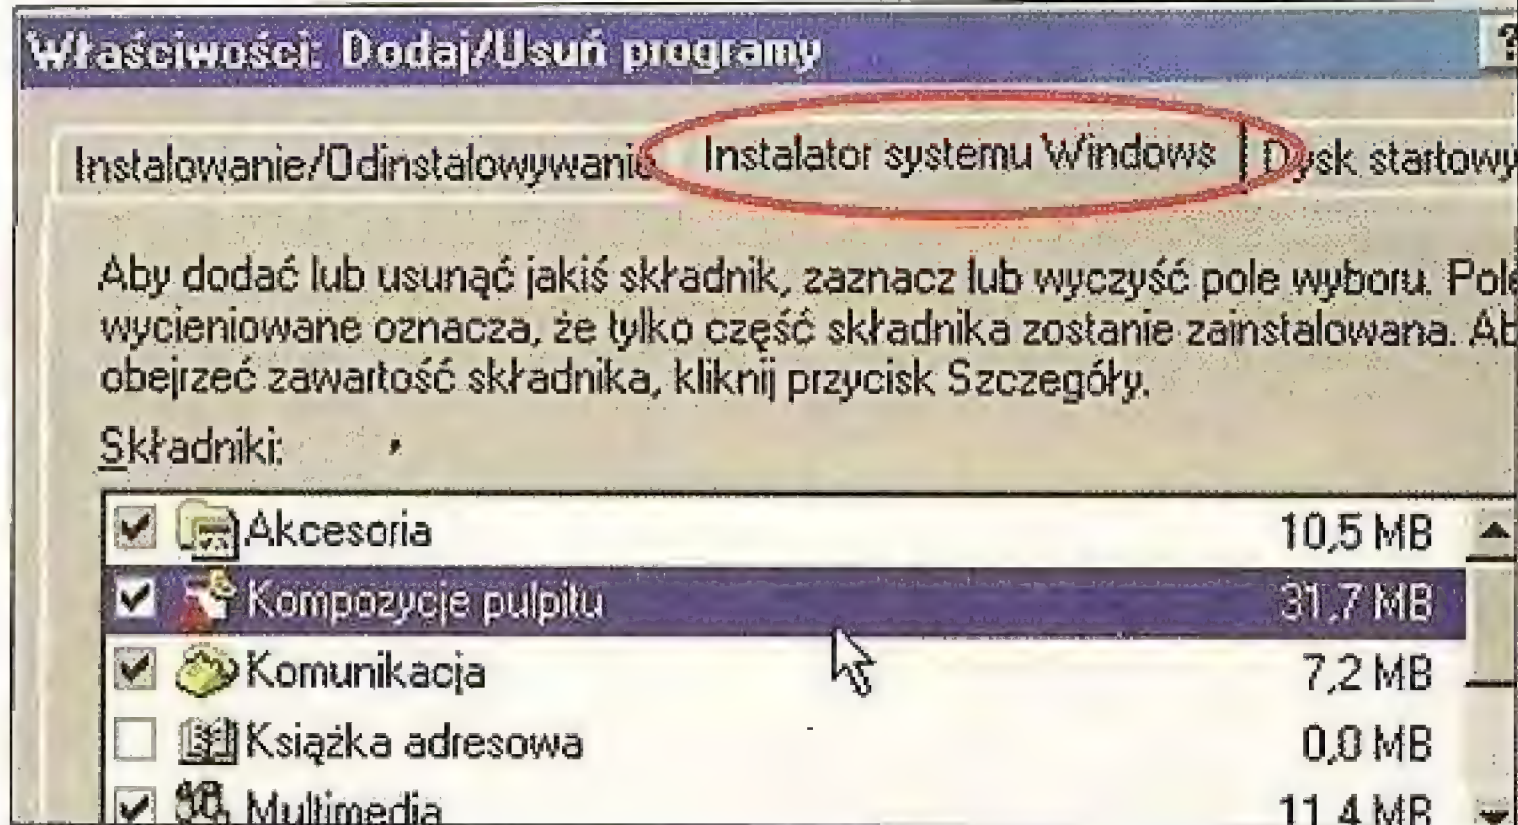 Właściwości: Dodaj/Usuń programy
?
Instalowanie/Odinstalowywanie Instalator systemu Windows Dysk startowy
Aby dodać lub usunąć jakiś składnik, zaznacz lub wyczyść pole wyboru. Pole
wycieniowane oznacza, że tylko część składnika zostanie zainstalowana. Ab
obejrzeć zawartość składnika, kliknij przycisk Szczegóły.
Składniki:
Akcesoria 10,5 MB
Kompozycje pulpitu 31,7 MB
Komunikacja 7,2 MB
Książka adresowa 0,0 MB
Multimedia 11,4 MB